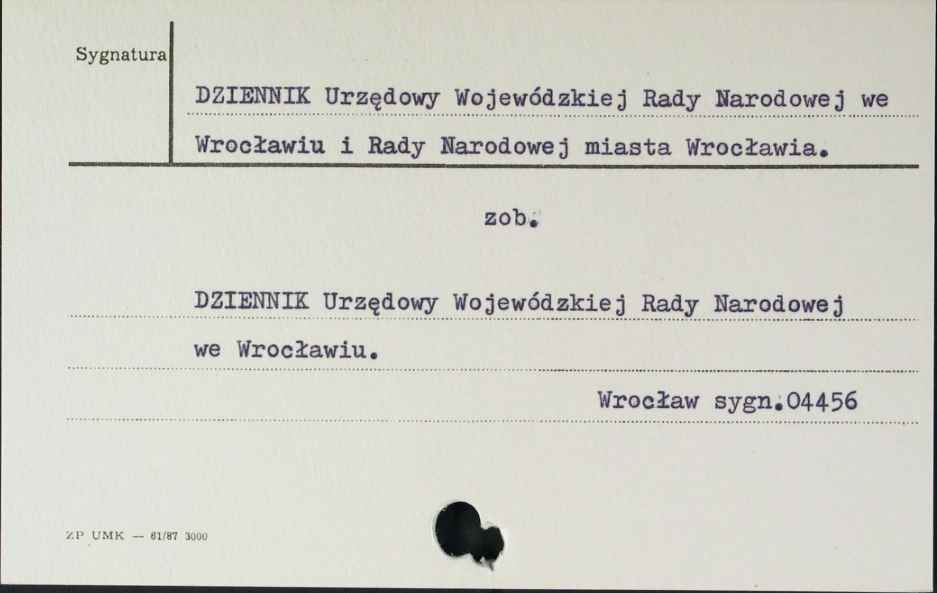 Sygnatura
DZIENNIK Urzędowy Wojewódzkiej Rady Narodowej we
Wrocławiu i Rady Narodowej miasta Wrocławia.
zob.
DZIENNIK Urzędowy Wojewódzkiej Rady Narodowej
we Wrocławiu.
Wrocław sygn.04456
ZP UMK — 61/87 3000